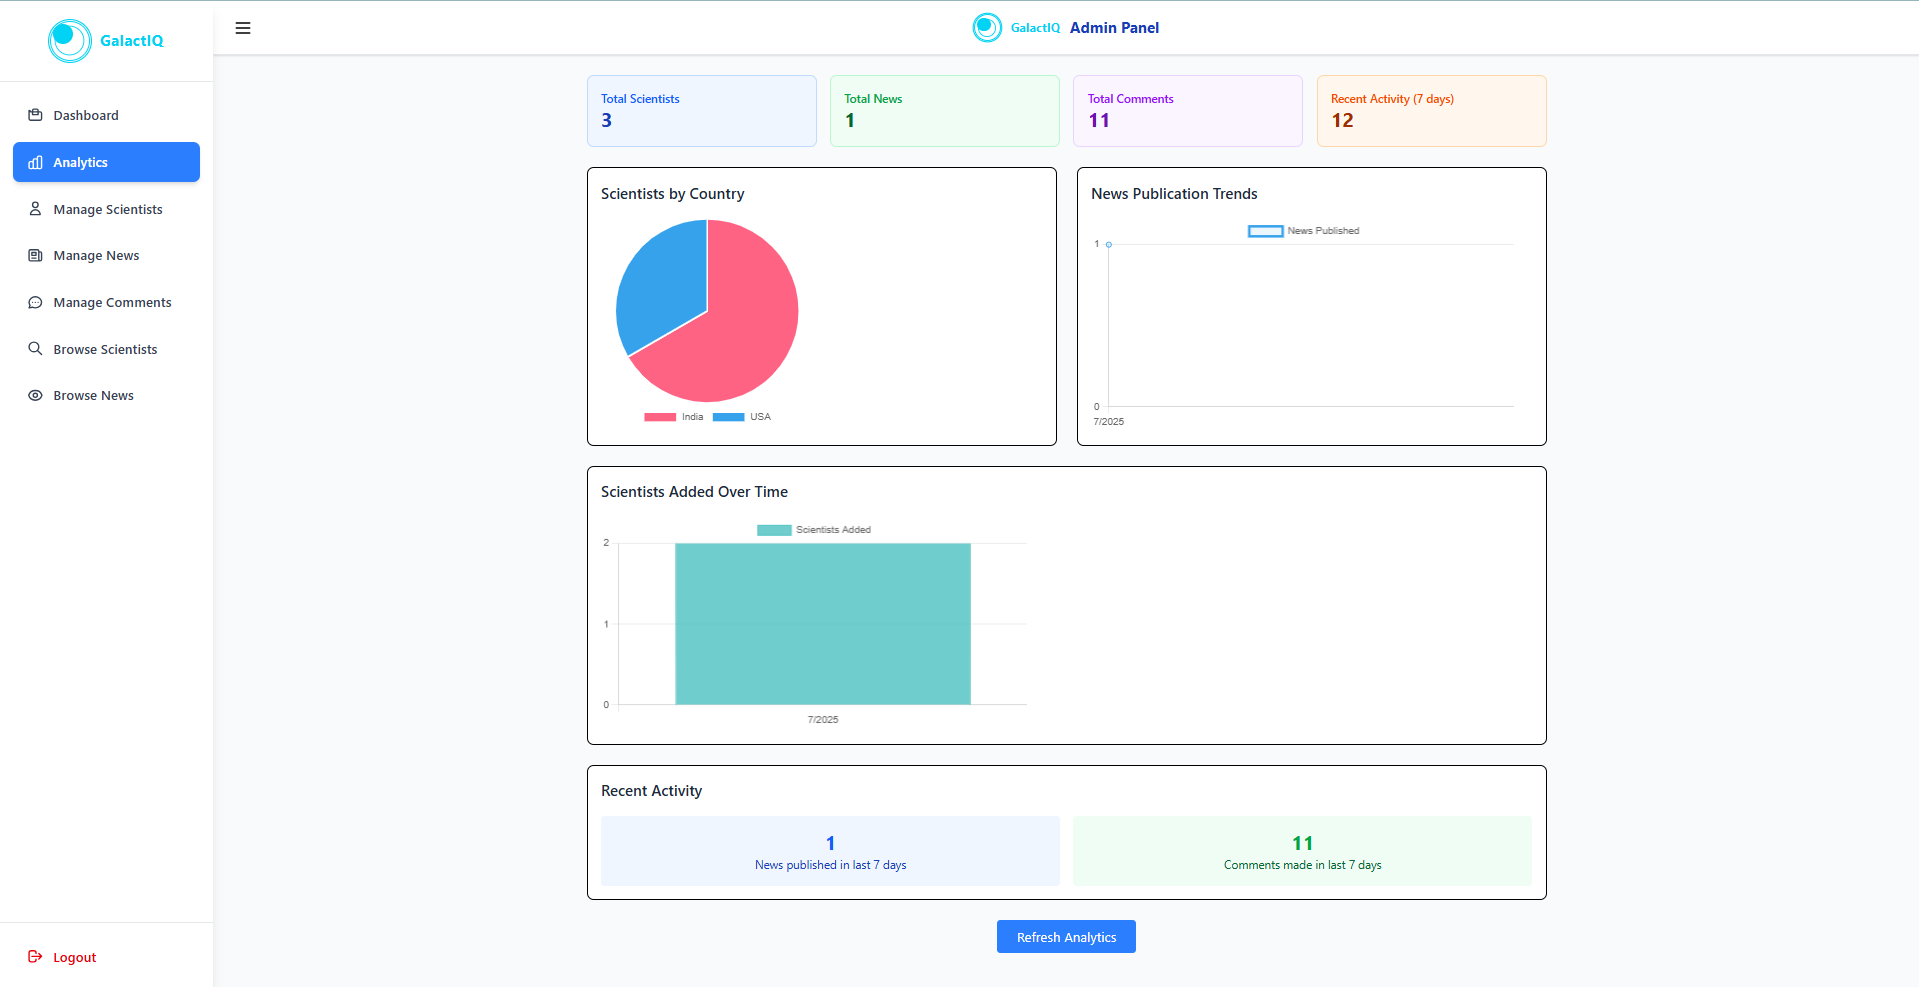 GalactIQ
Dashboard
Analytics
Manage Scientists
Manage News
Manage Comments
Browse Scientists
Browse News
Logout
GalactIQ Admin Panel
Total Scientists
3
Total News
1
Total Comments
11
Recent Activity (7 days)
12
Scientists by Country
India USA
News Publication Trends
News Published
1
0
7/2025
Scientists Added Over Time
Scientists Added
2
1
0
7/2025
Recent Activity
1
News published in last 7 days
11
Comments made in last 7 days
Refresh Analytics